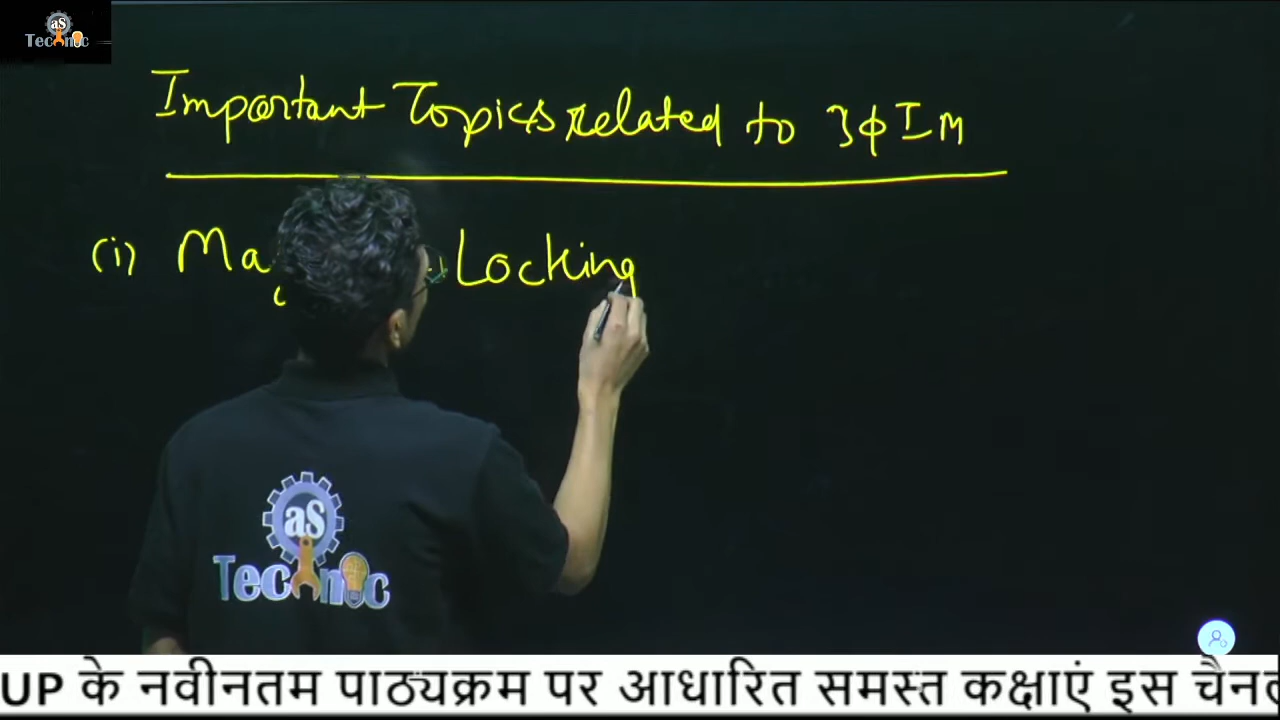 aS
Tecnic
Important Topics related to 3ϕ IM
(i) Ma Locking
aS
Tecnic
UP के नवीनतम पाठ्यक्रम पर आधारित समस्त कक्षाएं इस चैनल